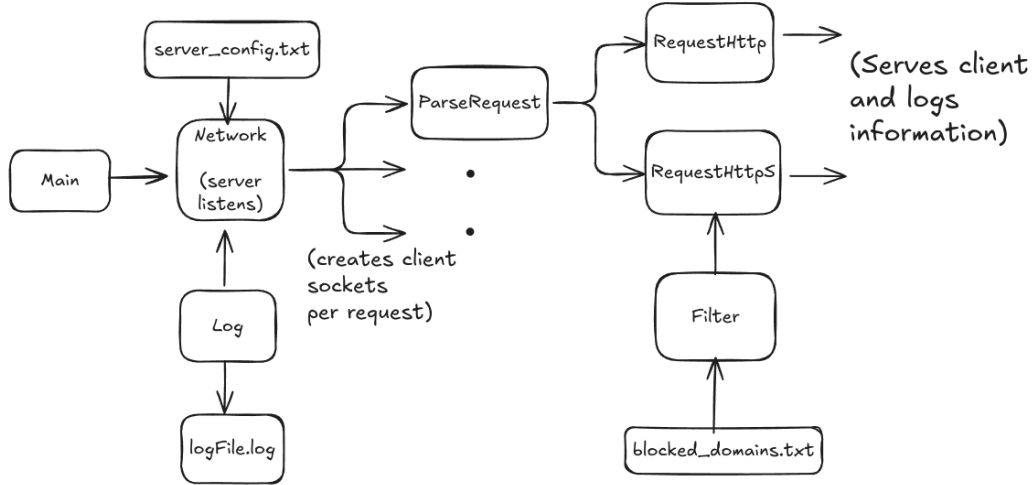 server_config.txt
Network
(server
listens)
Main
Log
logFile.log
(creates client
sockets
per request)
ParseRequest
RequestHttp
RequestHttpS
(Serves client
and logs
information)
Filter
blocked_domains.txt